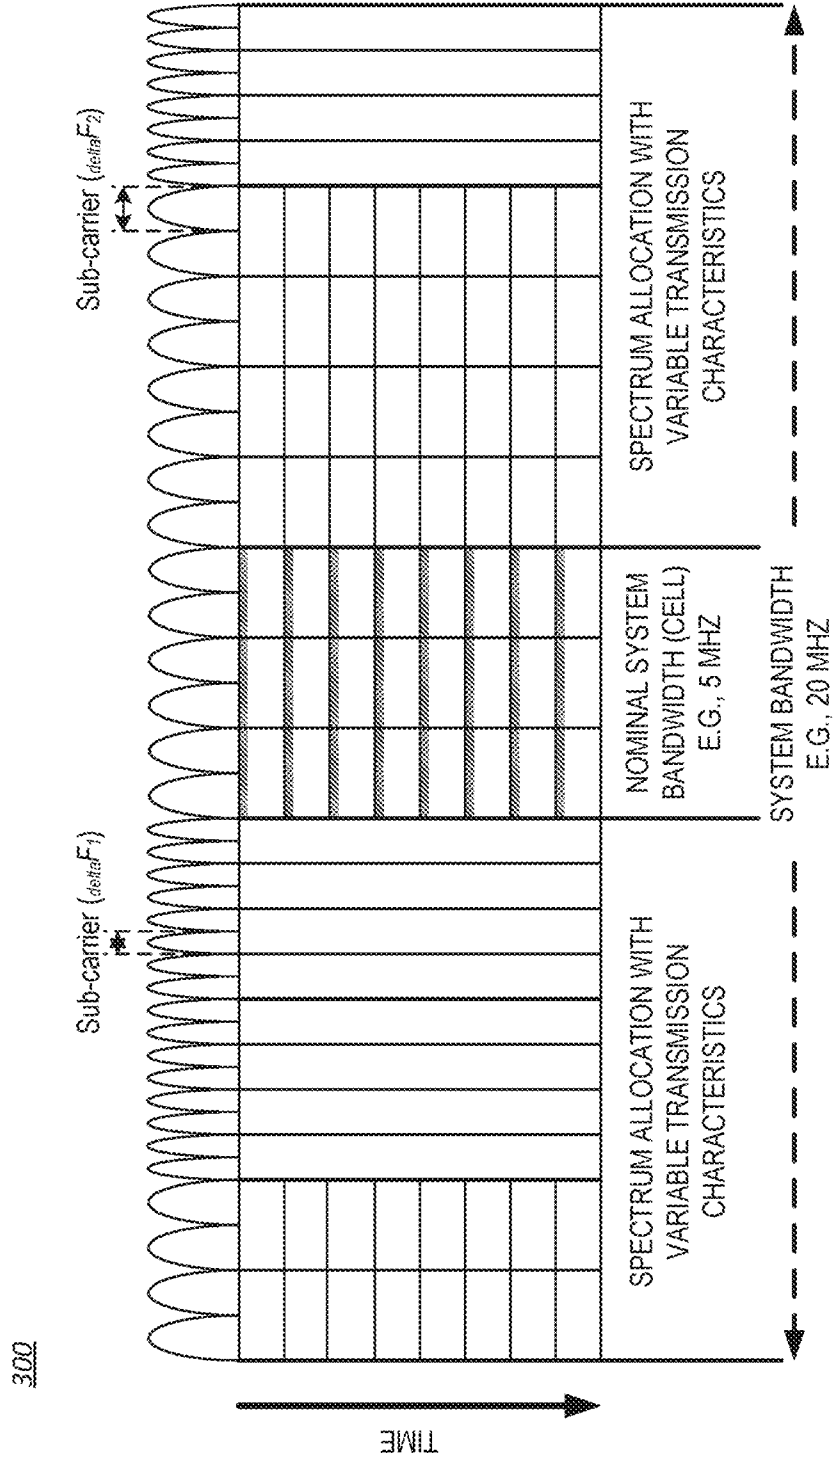 300
Sub-carrier (deltaF1)
Sub-carrier (deltaF2)
TIME
SPECTRUM ALLOCATION WITH
VARIABLE TRANSMISSION
CHARACTERISTICS
NOMINAL SYSTEM
BANDWIDTH (CELL)
E.G., 5 MHZ
SPECTRUM ALLOCATION WITH
VARIABLE TRANSMISSION
CHARACTERISTICS
SYSTEM BANDWIDTH
E.G., 20 MHZ